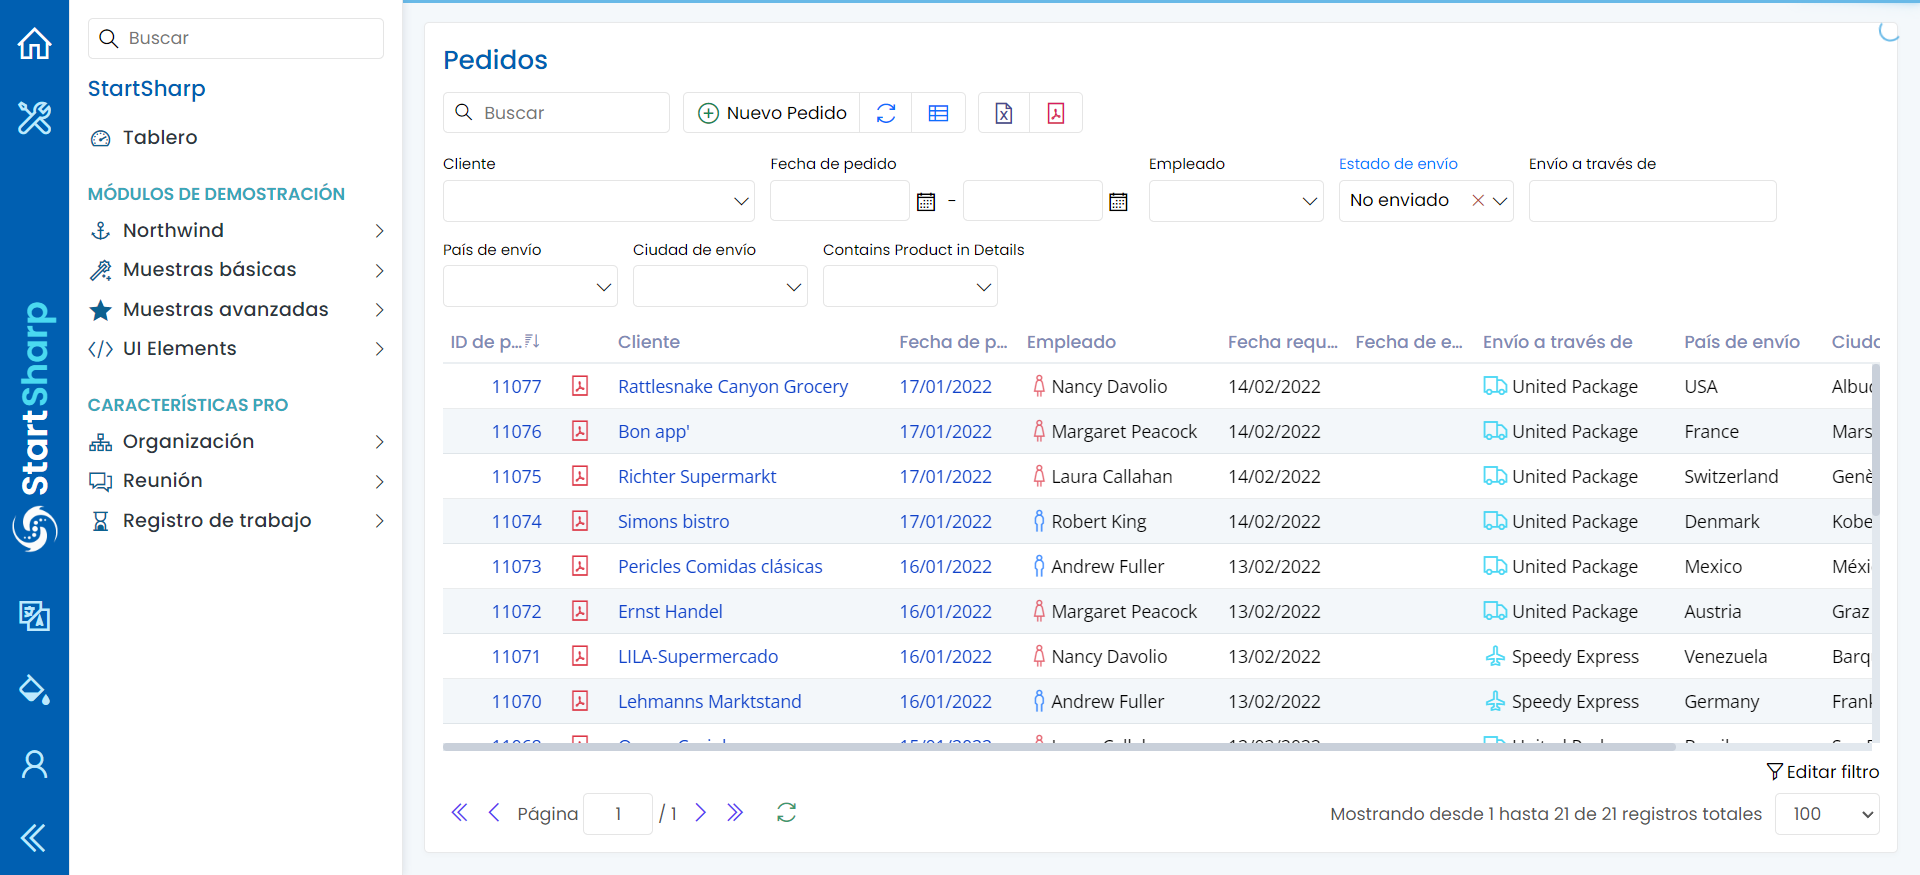 Buscar
StartSharp
Tablero
MÓDULOS DE DEMOSTRACIÓN
Northwind
Muestras básicas
Muestras avanzadas
UI Elements
CARACTERÍSTICAS PRO
Organización
Reunión
Registro de trabajo
StartSharp
Pedidos
Buscar
Nuevo Pedido
Cliente
Fecha de pedido
Empleado
Estado de envío
Envío a través de
-
No enviado
País de envío
Ciudad de envío
Contains Product in Details
ID de p... Cliente Fecha de p... Empleado Fecha requ... Fecha de e... Envío a través de País de envío
11077 Rattlesnake Canyon Grocery 17/01/2022 Nancy Davolio 14/02/2022 United Package USA
11076 Bon app' 17/01/2022 Margaret Peacock 14/02/2022 United Package France Mars
11075 Richter Supermarkt 17/01/2022 Laura Callahan 14/02/2022 United Package Switzerland Genè
11074 Simons bistro 17/01/2022 Robert King 14/02/2022 United Package Denmark Kobe
11073 Pericles Comidas clásicas 16/01/2022 Andrew Fuller 13/02/2022 United Package Mexico Méxi
11072 Ernst Handel 16/01/2022 Margaret Peacock 13/02/2022 United Package Austria Graz
11071 LILA-Supermercado 16/01/2022 Nancy Davolio 13/02/2022 Speedy Express Venezuela Barq
11070 Lehmanns Marktstand 16/01/2022 Andrew Fuller 13/02/2022 Speedy Express Germany Frank
Editar filtro
Página 1 / 1
Mostrando desde 1 hasta 21 de 21 registros totales 100